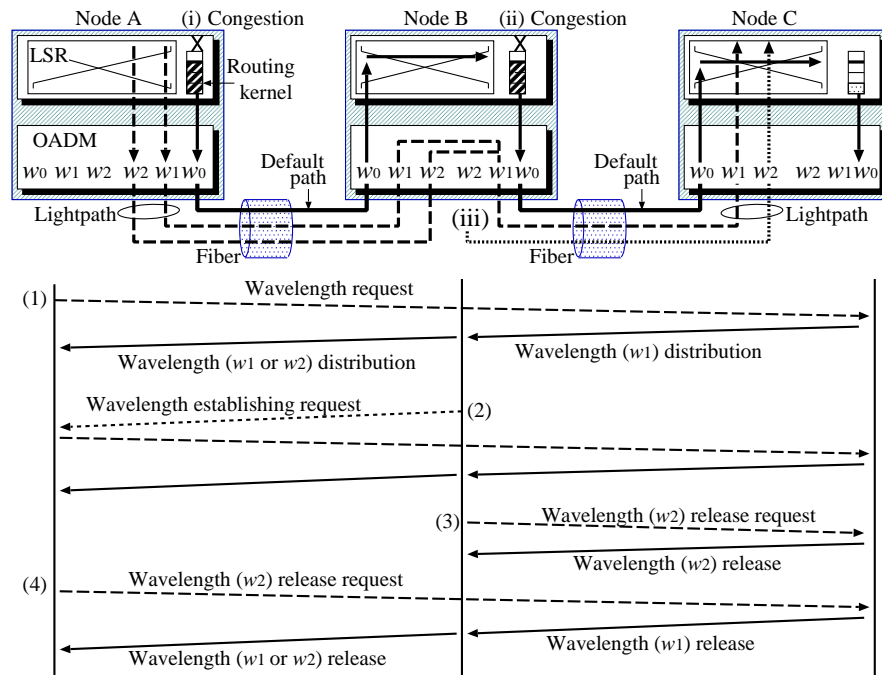 Node A (i) Congestion Node B (ii) Congestion Node C
LSR
Routing
kernel
OADM
w0 w1 w2 w2 w1 w0
Default
path
w0 w1 w2 w2 w1 w0
Default
path
w0 w1 w2 w2 w1 w0
Lightpath
Fiber
(iii)
Fiber
Lightpath
(1) Wavelength request
Wavelength (w1 or w2) distribution
Wavelength (w1) distribution
Wavelength establishing request
(2)
(3) Wavelength (w2) release request
Wavelength (w2) release
(4) Wavelength (w2) release request
Wavelength (w1 or w2) release
Wavelength (w1) release